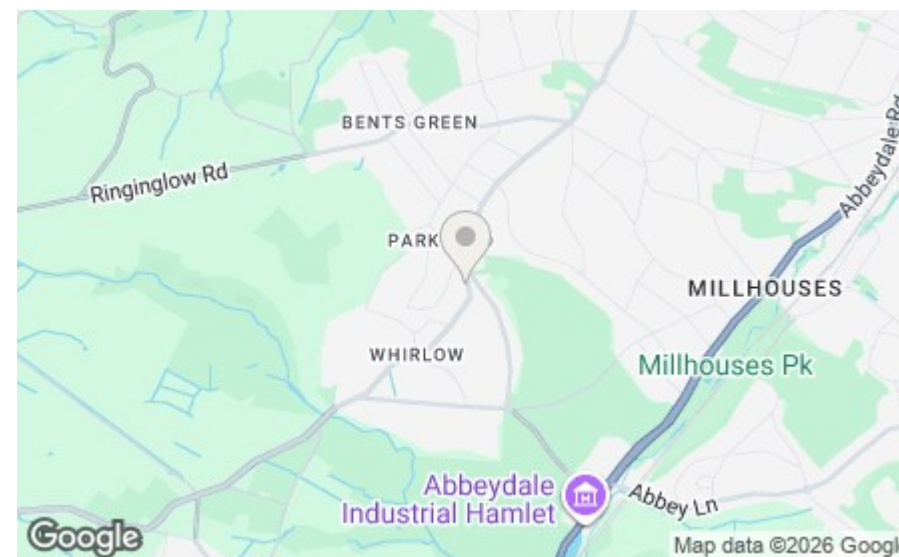 BENTS GREEN
Ringinglow Rd
Abbeydale Rd
PARK
MILLHOUSES
WHIRLOW
Millhouses Pk
Abbeydale
Industrial Hamlet
Abbey Ln
Google
Map data ©2026 Googl